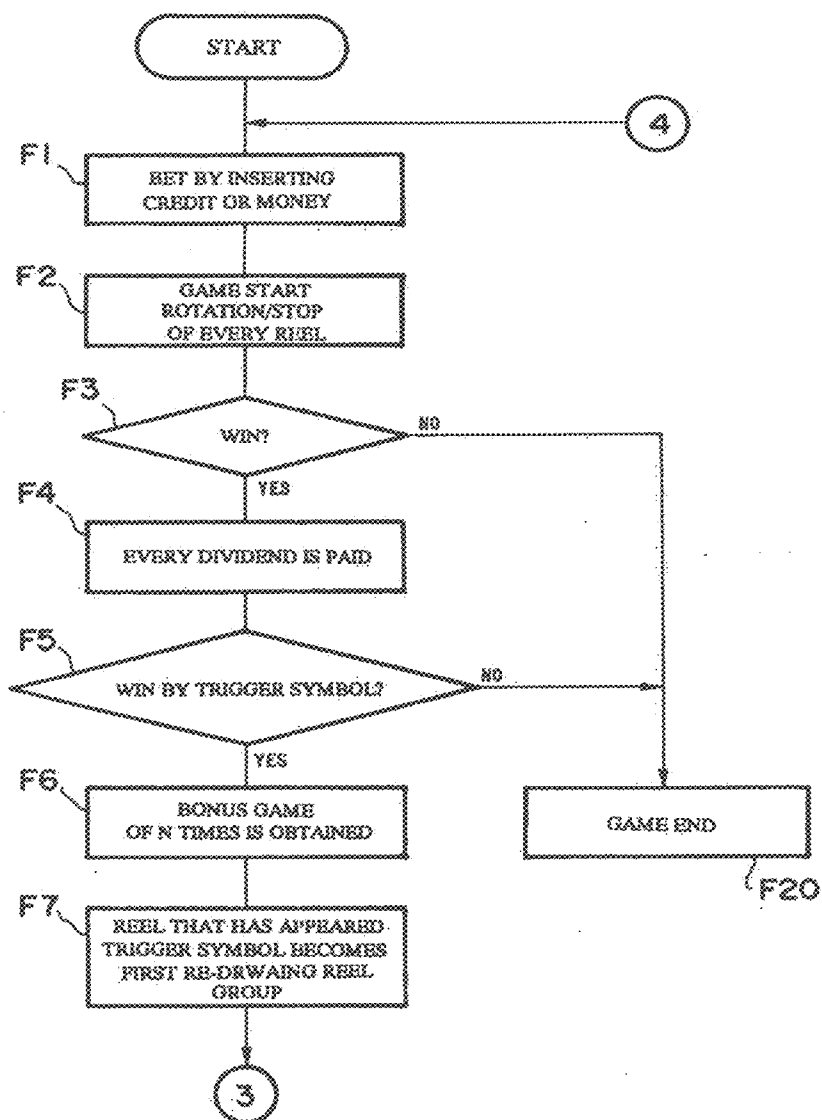 START
4
F1
BET BY INSERTING
CREDIT OR MONEY
F2
GAME START
ROTATION/STOP
OF EVERY REEL
F3
WIN?
NO
YES
F4
EVERY DIVIDEND IS PAID
F5
WIN BY TRIGGER SYMBOL?
NO
YES
F6
BONUS GAME
OF N TIMES IS OBTAINED
GAME END
F20
F7
REEL THAT HAS APPEARED
TRIGGER SYMBOL BECOMES
FIRST RE-DRWAING REEL
GROUP
3